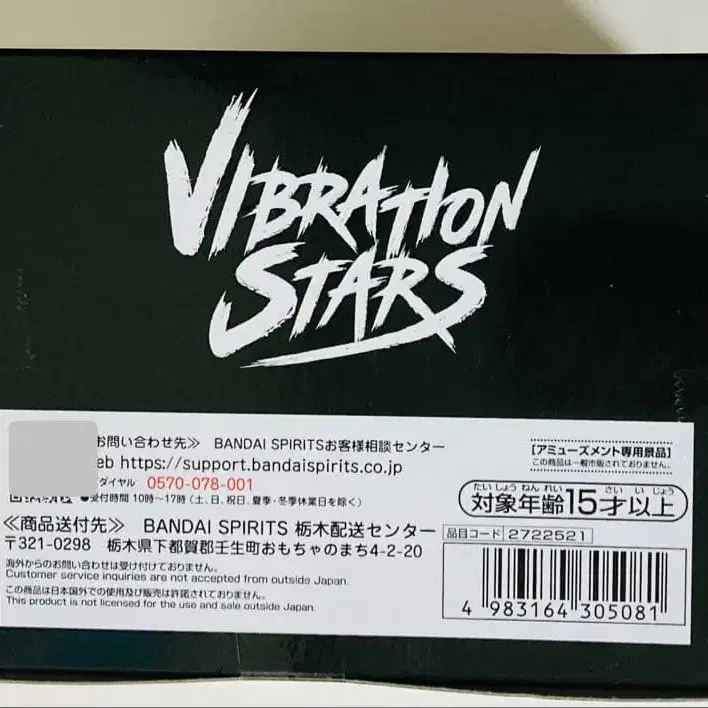 VIBRATION
STARS
お問い合わせ先≫ BANDAI SPIRITSお客様相談センター
eb https://support.bandaispirits.co.jp
ダイヤル 0570-078-001
●受付時間 10時～17時(土、日、祝日、夏季・冬季休業日を除く)
≪商品送付先≫ BANDAI SPIRITS 栃木配送センター
〒321-0298 栃木県下都賀郡壬生町おもちゃのまち4-2-20
海外からのお問い合わせは受け付けておりません。
Customer service inquiries are not accepted from outside Japan.
この商品は日本国外での使用及び販売は許諾されておりません。
This product is not licensed for the use and sale outside Japan.
[アミューズメント専用景品]
この商品は一般市販されておりません。
たい しょう ねん れい さい い じょう
対象年齢15才以上
品目コード 2722521
4 983164 305081